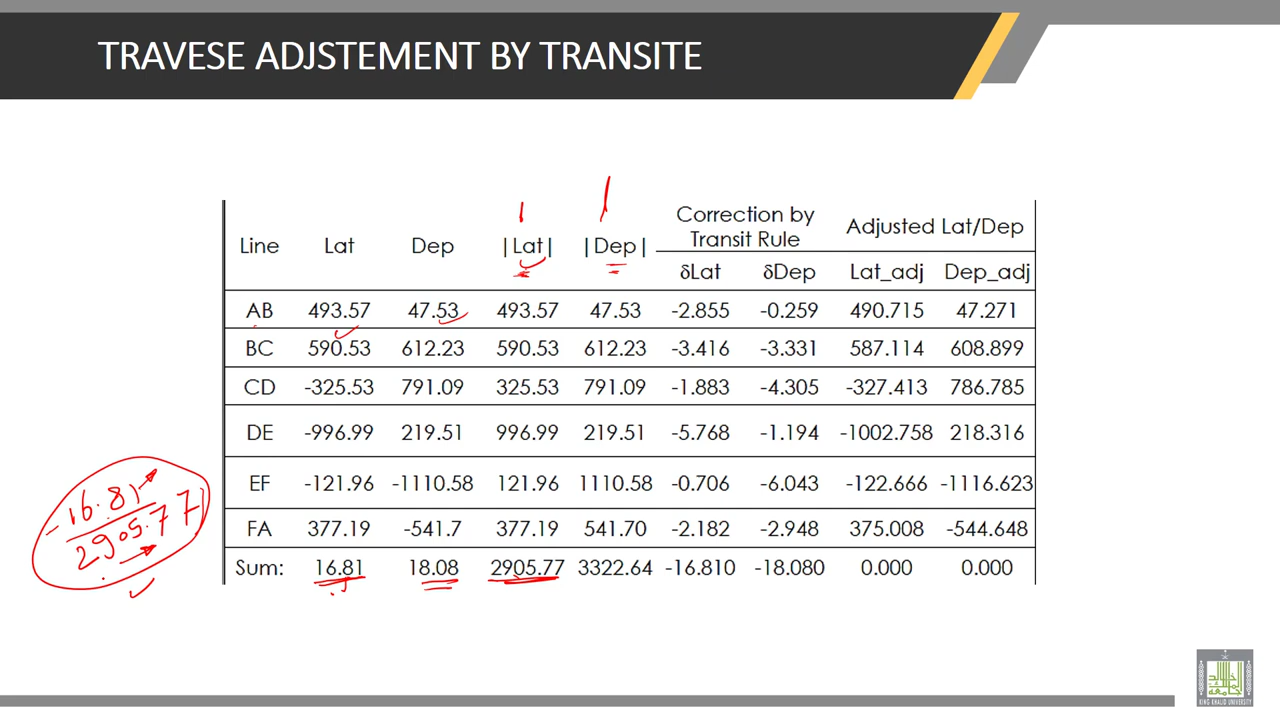 TRAVESE ADJSTEMENT BY TRANSITE
Line Lat Dep |Lat| |Dep| Correction by Transit Rule Adjusted Lat/Dep
δLat δDep Lat_adj Dep_adj
AB 493.57 47.53 493.57 47.53 -2.855 -0.259 490.715 47.271
BC 590.53 612.23 590.53 612.23 -3.416 -3.331 587.114 608.899
CD -325.53 791.09 325.53 791.09 -1.883 -4.305 -327.413 786.785
DE -996.99 219.51 996.99 219.51 -5.768 -1.194 -1002.758 218.316
EF -121.96 -1110.58 121.96 1110.58 -0.706 -6.043 -122.666 -1116.623
FA 377.19 -541.7 377.19 541.70 -2.182 -2.948 375.008 -544.648
Sum: 16.81 18.08 2905.77 3322.64 -16.810 -18.080 0.000 0.000
-16.81
2905.77
KING KHALID UNIVERSITY